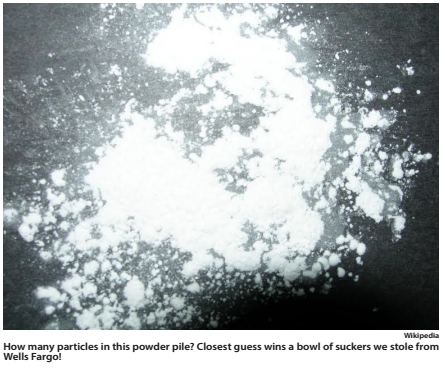 Wikipedia
How many particles in this powder pile? Closest guess wins a bowl of suckers we stole from
Wells Fargo!